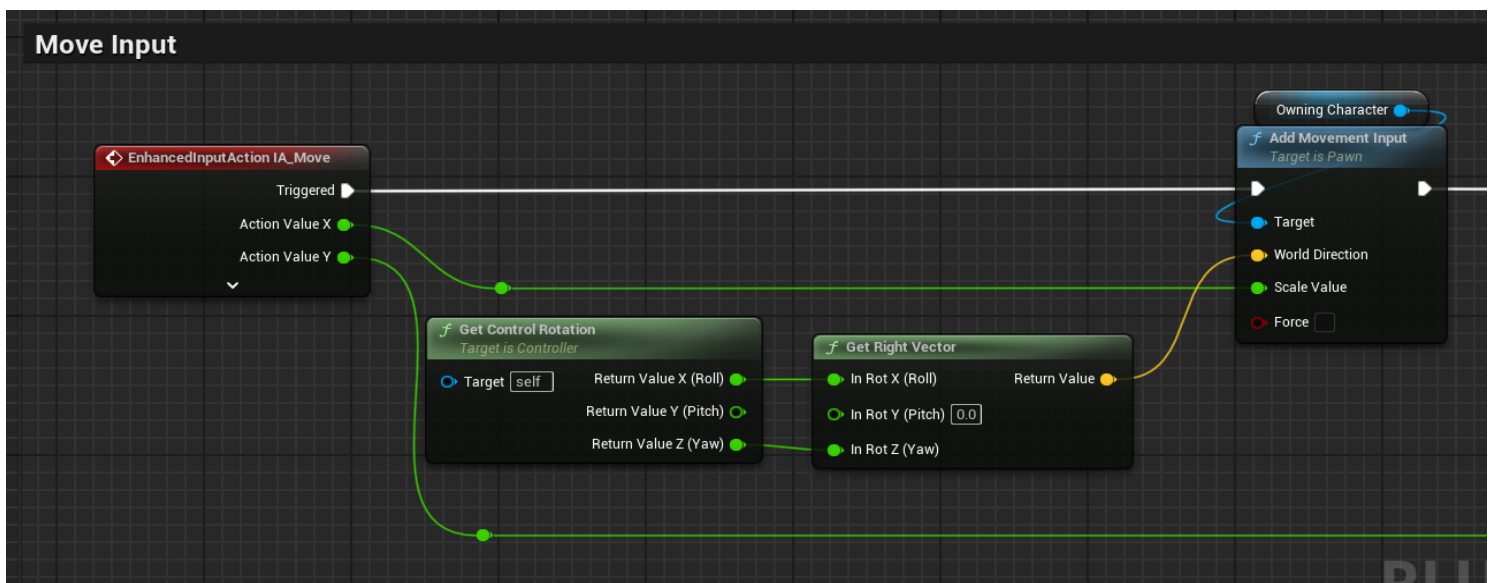 Move Input
Owning Character
EnhancedInputAction IA_Move
Triggered
Action Value X
Action Value Y
f Add Movement Input
Target is Pawn
Target
World Direction
Scale Value
Force
f Get Control Rotation
Target is Controller
Target self
Return Value X (Roll)
Return Value Y (Pitch)
Return Value Z (Yaw)
f Get Right Vector
In Rot X (Roll)
Return Value
In Rot Y (Pitch) 0.0
In Rot Z (Yaw)